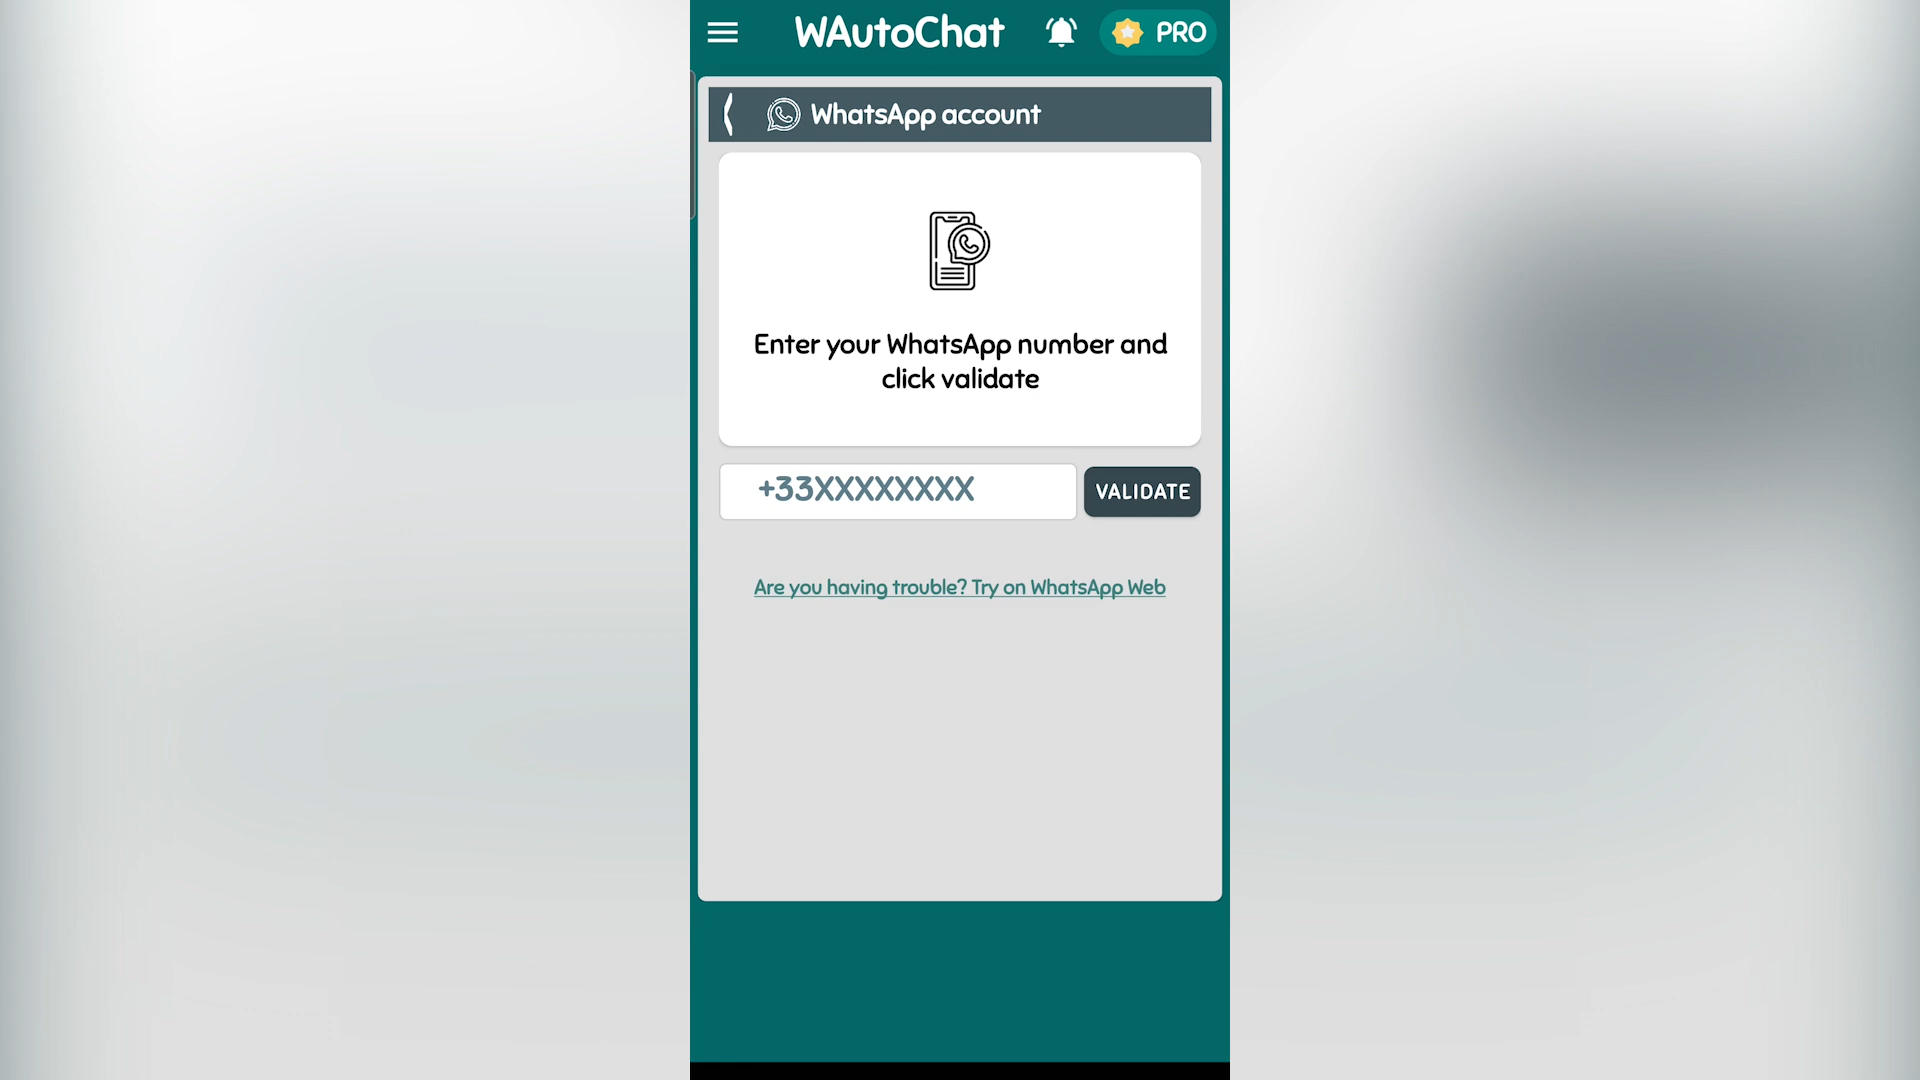 WAutoChat
PRO
WhatsApp account
Enter your WhatsApp number and
click validate
+33XXXXXXXX
VALIDATE
Are you having trouble? Try on WhatsApp Web